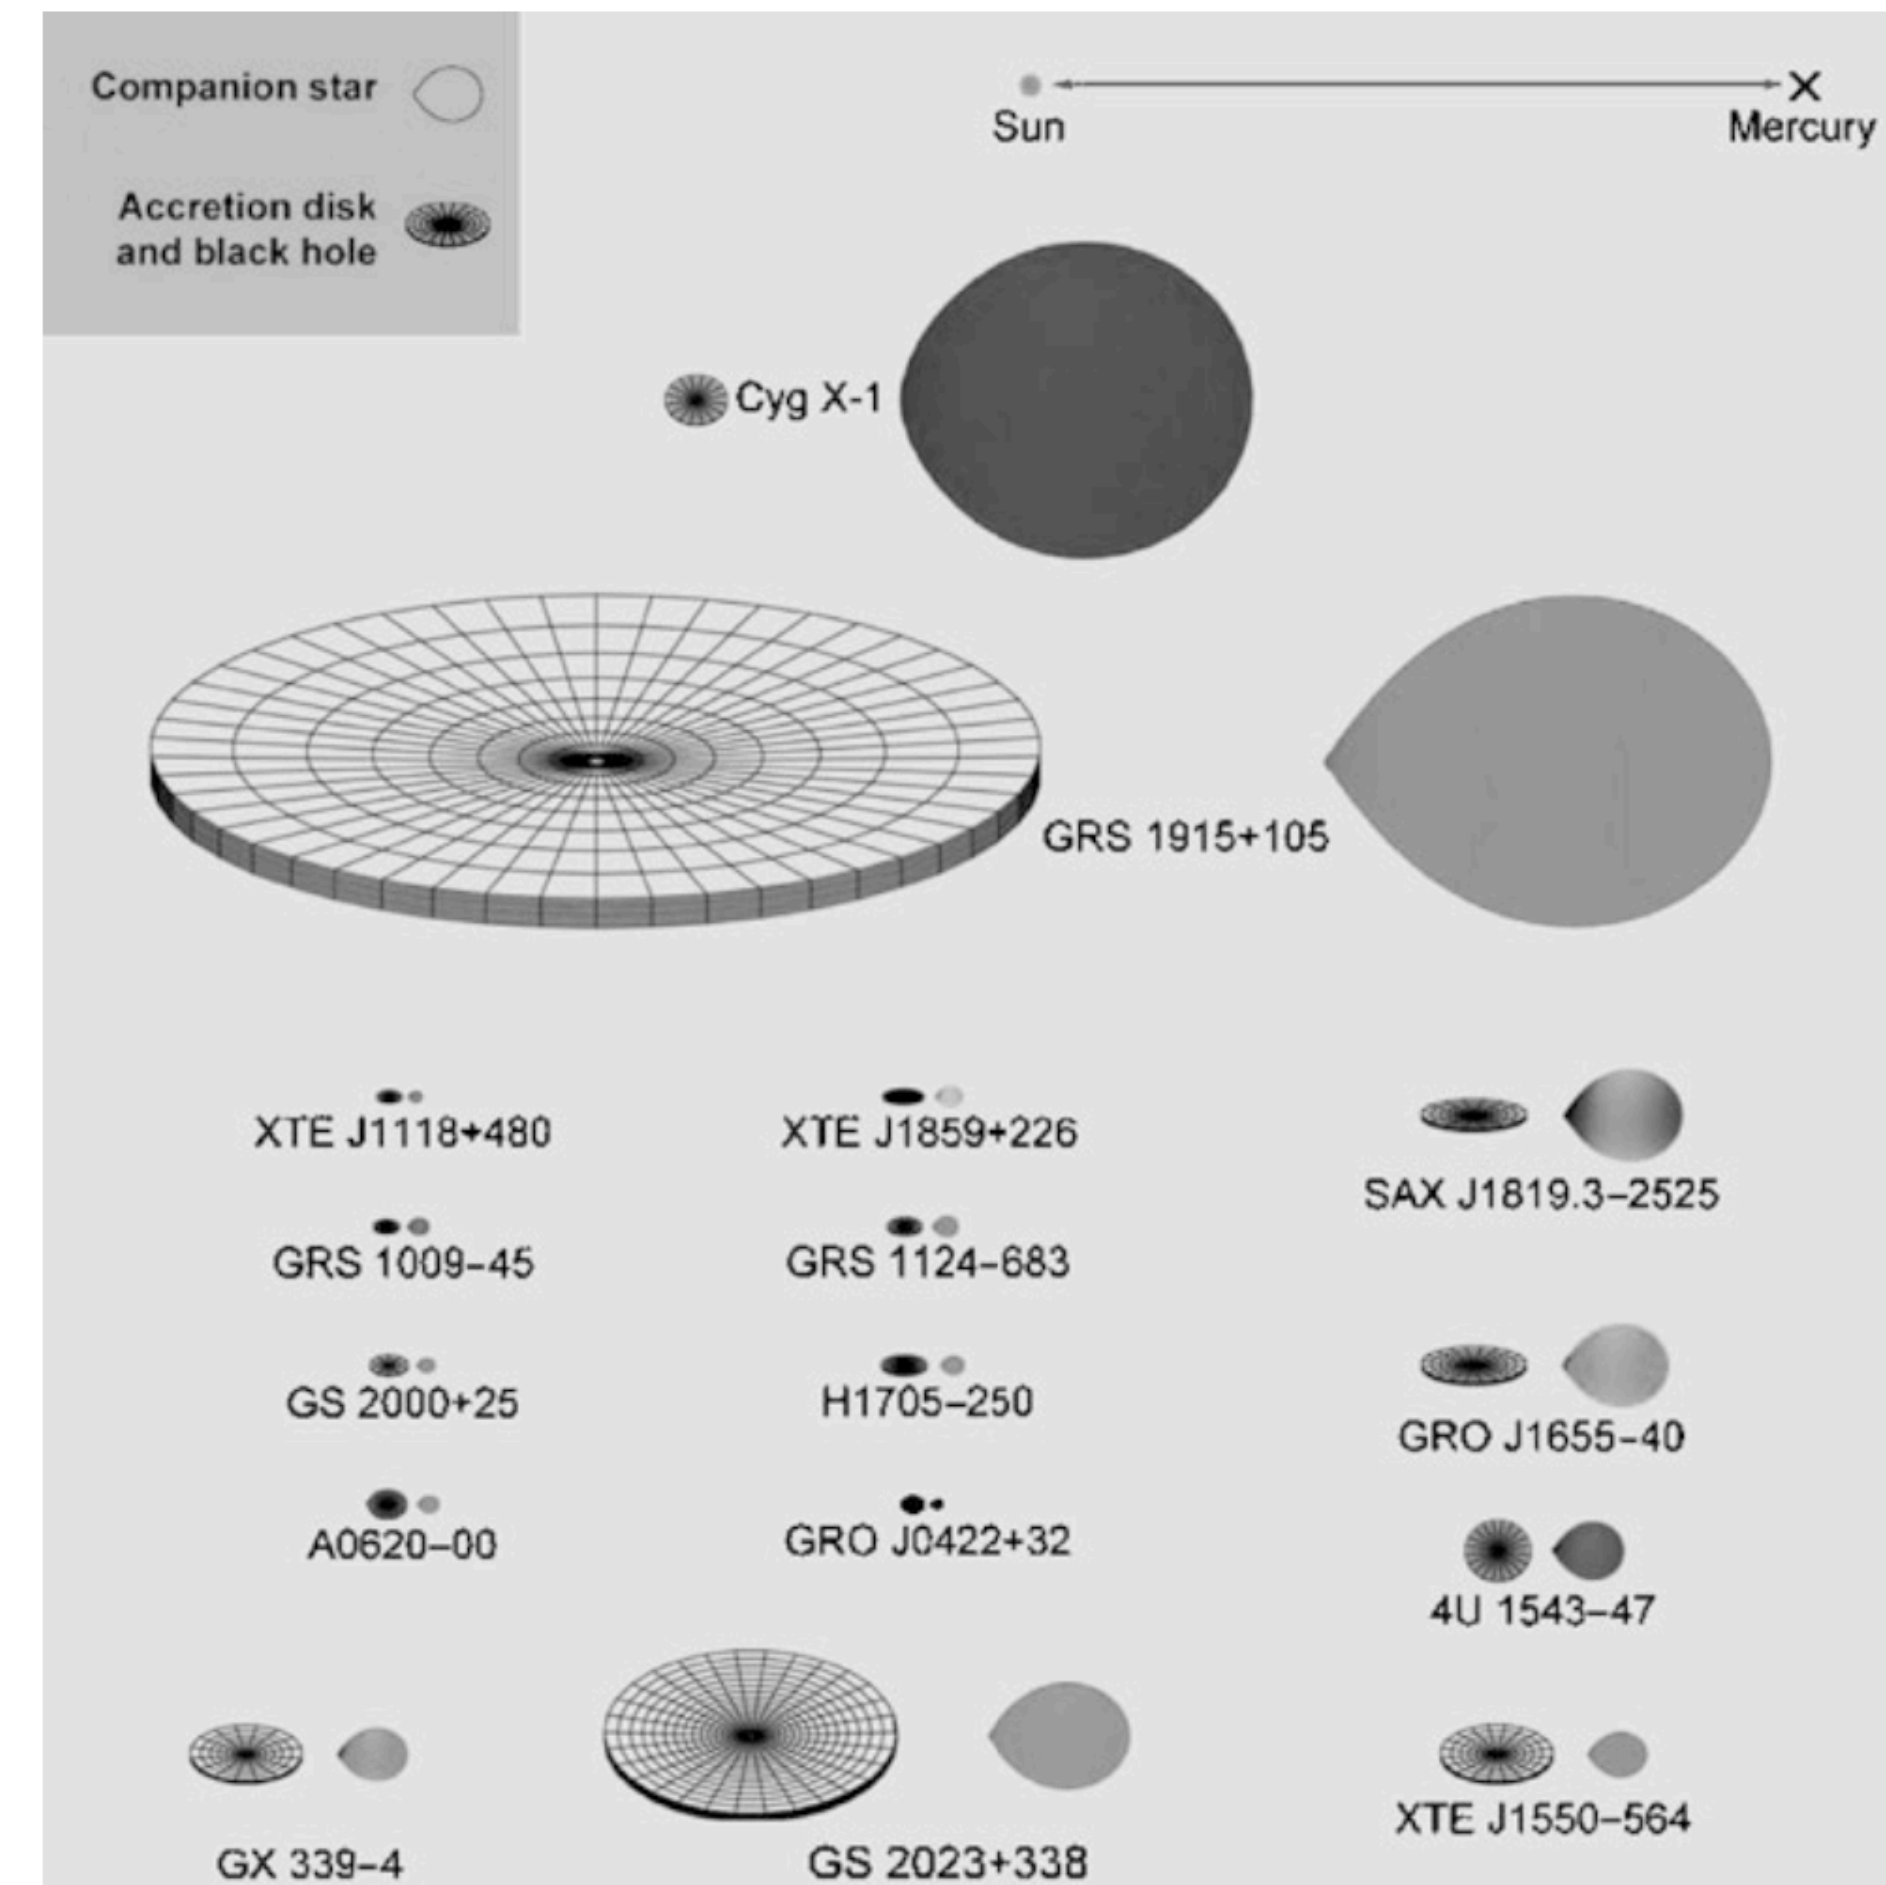 Companion star
Accretion disk
and black hole
Sun
Mercury
Cyg X-1
GRS 1915+105
XTE J1118+480
XTE J1859+226
SAX J1819.3–2525
GRS 1009–45
GRS 1124–683
GS 2000+25
H1705–250
GRO J1655–40
A0620–00
GRO J0422+32
4U 1543–47
XTE J1550–564
GX 339–4
GS 2023+338